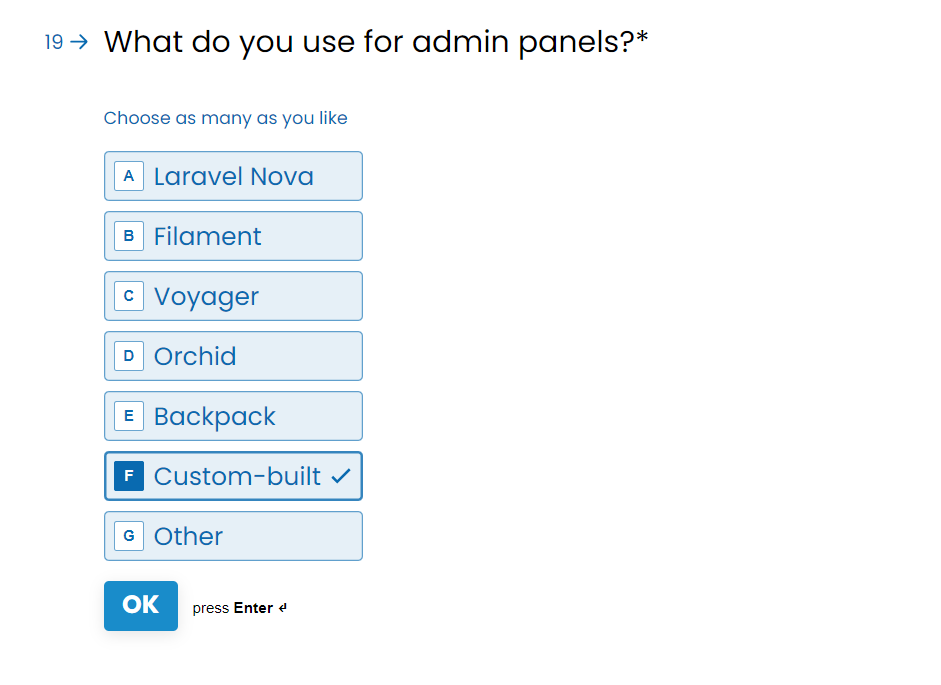 19 → What do you use for admin panels?*
Choose as many as you like
A Laravel Nova
B Filament
C Voyager
D Orchid
E Backpack
F Custom-built ✓
G Other
OK press Enter ↵